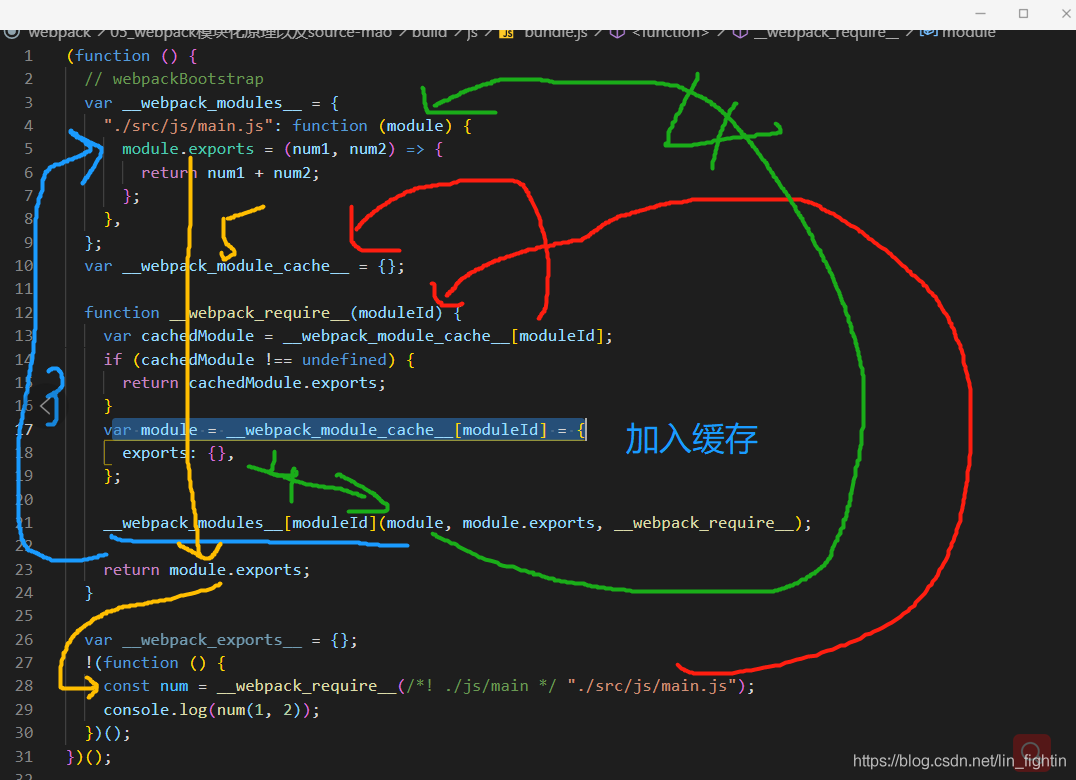 webpack > 05_webpack模块化原理以及source-mao > build > js > JS bundle.js > <function> > __webpack_require__ > module
1 (function () {
2 // webpackBootstrap
3 var __webpack_modules__ = {
4 "./src/js/main.js": function (module) {
5 module.exports = (num1, num2) => {
6 return num1 + num2;
7 };
8 },
9 };
10 var __webpack_module_cache__ = {};
11
12 function __webpack_require__(moduleId) {
13 var cachedModule = __webpack_module_cache__[moduleId];
14 if (cachedModule !== undefined) {
15 return cachedModule.exports;
16 }
17 var module = __webpack_module_cache__[moduleId] = {
加入缓存
18 exports: {},
19 };
20
21 __webpack_modules__[moduleId](module, module.exports, __webpack_require__);
22
23 return module.exports;
24 }
25
26 var __webpack_exports__ = {};
27 !(function () {
28 const num = __webpack_require__(/*! ./js/main */ "./src/js/main.js");
29 console.log(num(1, 2));
30 })();
31 })();
32
4
5
3
4
https://blog.csdn.net/lin_fightin